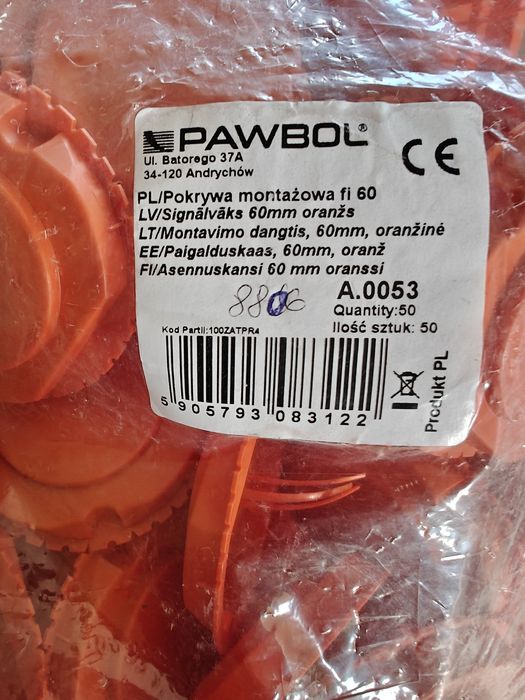 PAWBOL®
Ul. Batorego 37A
34-120 Andrychów
CE
PL/Pokrywa montażowa fi 60
LV/Signālvāks 60mm oranžs
LT/Montavimo dangtis, 60mm, oranžinė
EE/Paigalduskaas, 60mm, oranž
FI/Asennuskansi 60 mm oranssi
8806
A.0053
Quantity:50
Ilość sztuk: 50
Kod Partii:100ZATPR4
5 905793 083122
Produkt PL